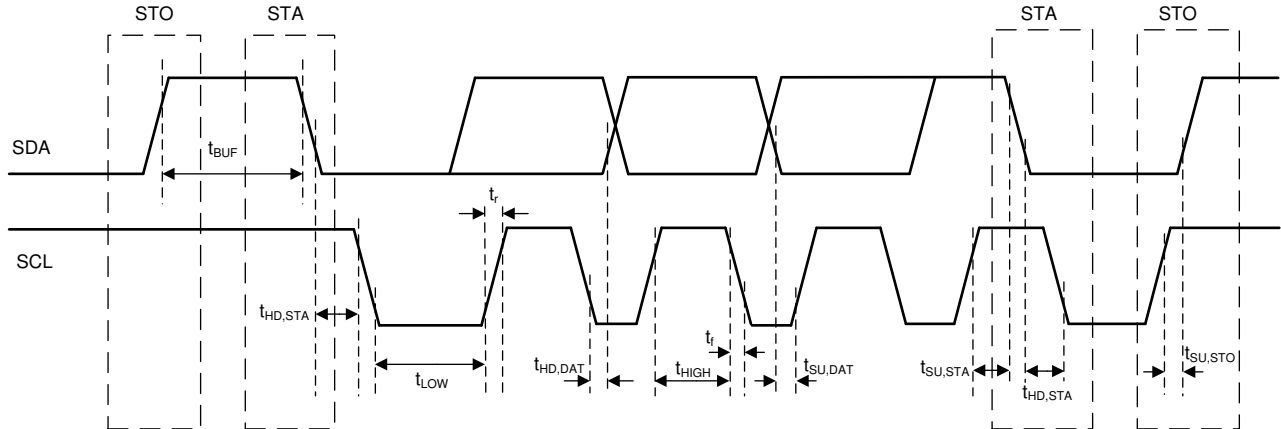 STO
STA
STA
STO
SDA
tBUF
tr
SCL
tHD,STA
tLOW
tHD,DAT
tHIGH
tf
tSU,DAT
tSU,STA
tHD,STA
tSU,STO